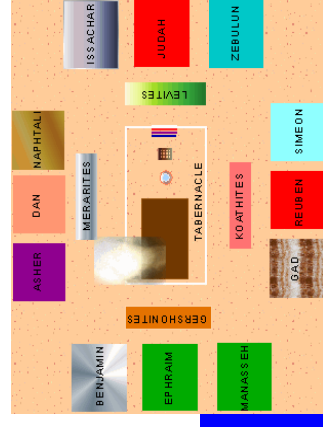 ISSACHAR
JUDAH
ZEBULUN
LEVITES
NAPHTALI
SIMEON
MERARITES
TABERNACLE
KOATHITES
DAN
REUBEN
ASHER
GAD
GERSHONITES
BENJAMIN
EPHRAIM
MANASSEH